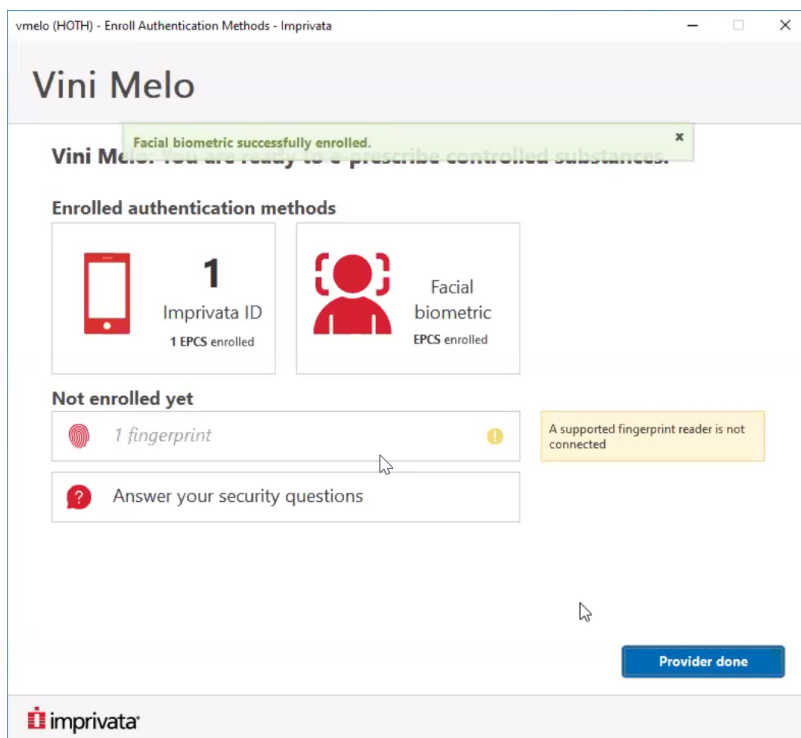 vmelo (HOTH) - Enroll Authentication Methods - Imprivata
Vini Melo
Facial biometric successfully enrolled.
x
Vini Melo: You are ready to e-prescribe controlled substances.
Enrolled authentication methods
1
Imprivata ID
1 EPCS enrolled
Facial
biometric
EPCS enrolled
Not enrolled yet
1 fingerprint
A supported fingerprint reader is not
connected
Answer your security questions
Provider done
imprivata